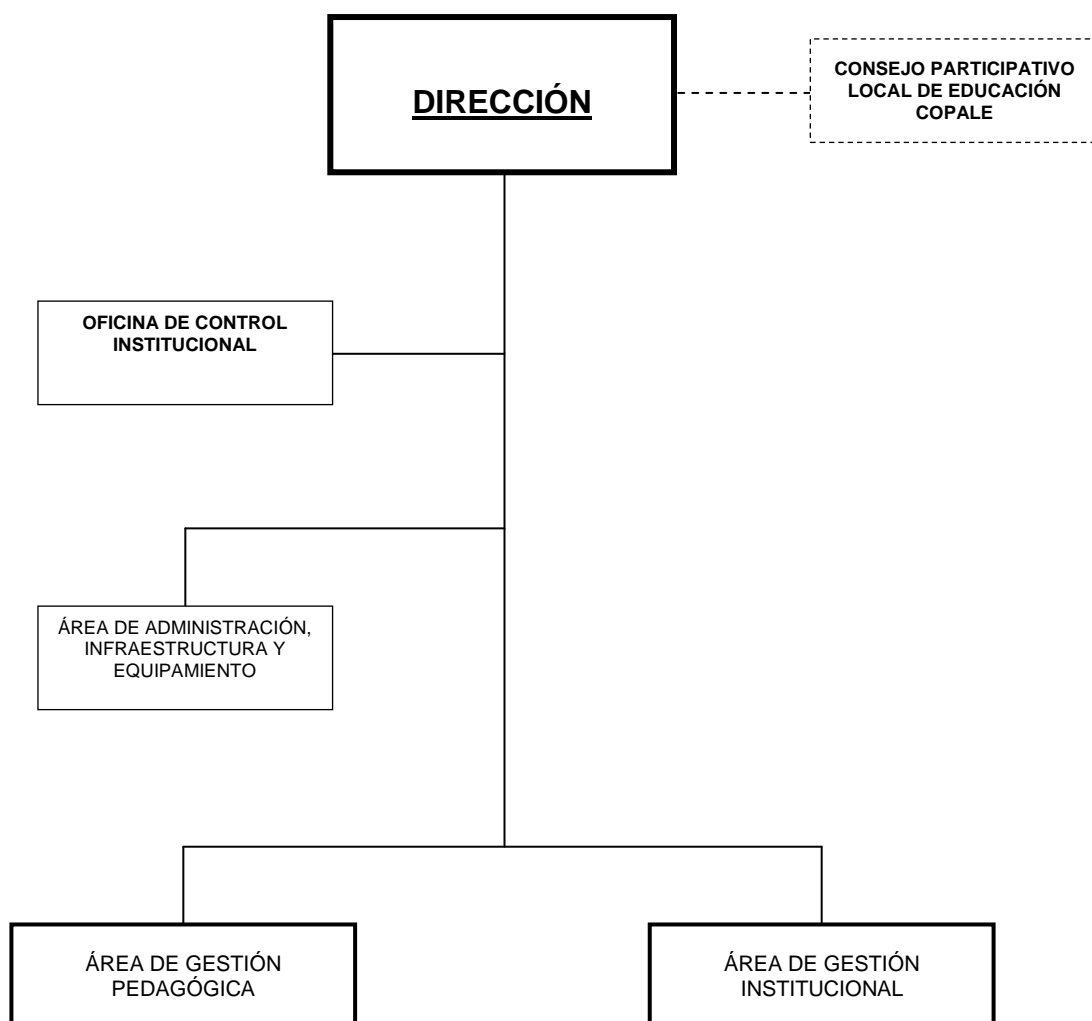 DIRECCIÓN
CONSEJO PARTICIPATIVO
LOCAL DE EDUCACIÓN
COPALE
OFICINA DE CONTROL
INSTITUCIONAL
ÁREA DE ADMINISTRACIÓN,
INFRAESTRUCTURA Y
EQUIPAMIENTO
ÁREA DE GESTIÓN
PEDAGÓGICA
ÁREA DE GESTIÓN
INSTITUCIONAL